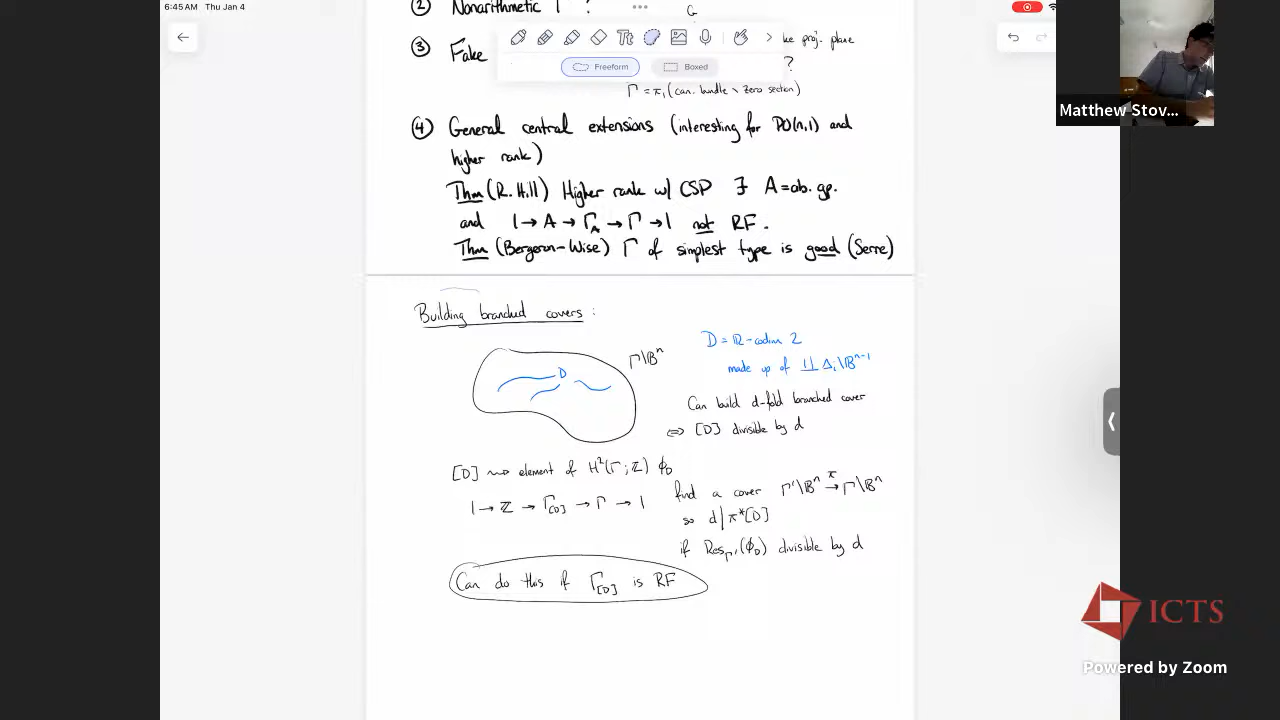 6:45 AM Thu Jan 4
② Nonarithmetic Γ ?
G
③ Fake
ke proj. plane
?
Freeform
Boxed
Γ = π₁ (can. bundle \ zero section)
④ General central extensions (interesting for PO(n,1) and
higher rank)
Thm (R. Hill) Higher rank w/ CSP ∃ A = ab. gp.
and 1 → A → Γ_A → Γ → 1 not RF.
Thm (Bergeron-Wise) Γ of simplest type is good (Serre)
Building branched covers :
Γ\𝔹ⁿ
D
D = ℝ-codim 2
made up of ∐ Δᵢ\𝔹ⁿ⁻¹
Can build d-fold branched cover
⇔ [D] divisible by d
[D] ⇝ element of H²(Γ; ℤ) ϕ_D
1 → ℤ → Γ_[D] → Γ → 1
find a cover Γ'\𝔹ⁿ →^π Γ\𝔹ⁿ
so d | π*[D]
if Res_Γ'(ϕ_D) divisible by d
Can do this if Γ_[D] is RF
Matthew Stov...
ICTS
Powered by Zoom